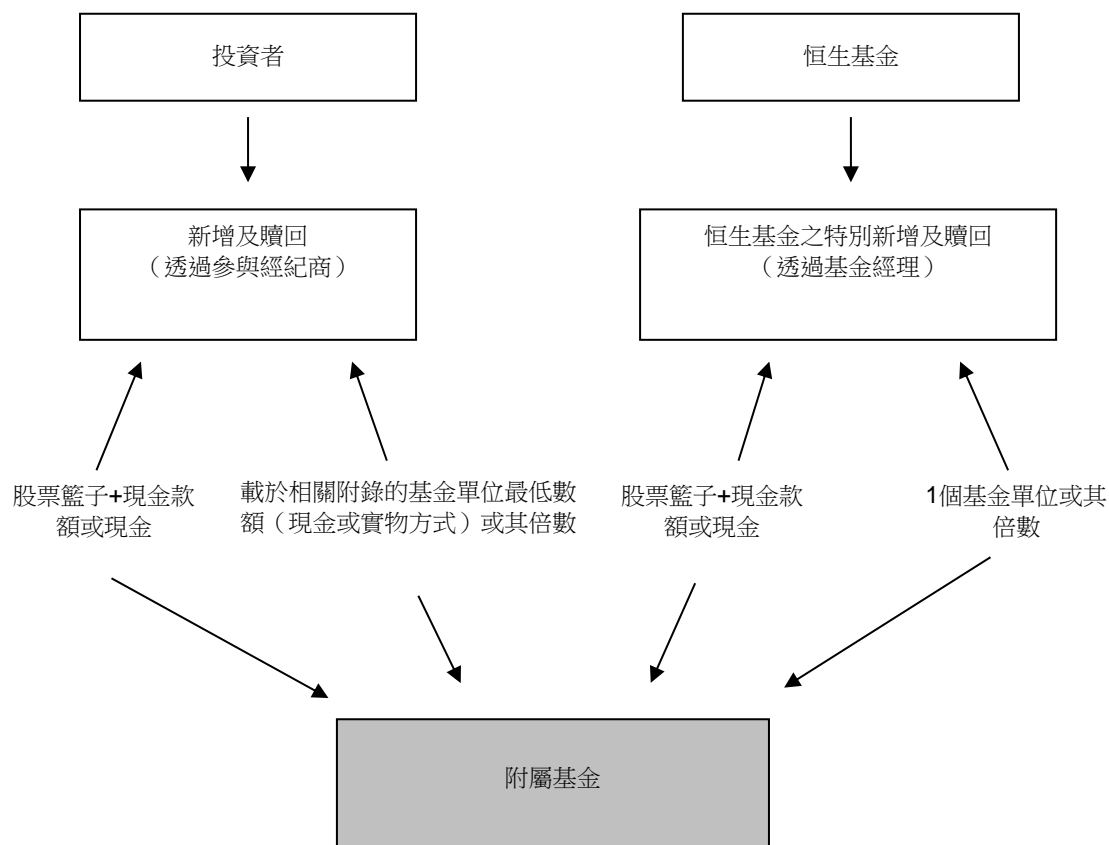 投資者
恒生基金
新增及贖回
（透過參與經紀商）
恒生基金之特別新增及贖回
（透過基金經理）
股票籃子+現金款
額或現金
載於相關附錄的基金單位最低數
額（現金或實物方式）或其倍數
股票籃子+現金款
額或現金
1個基金單位或其
倍數
附屬基金